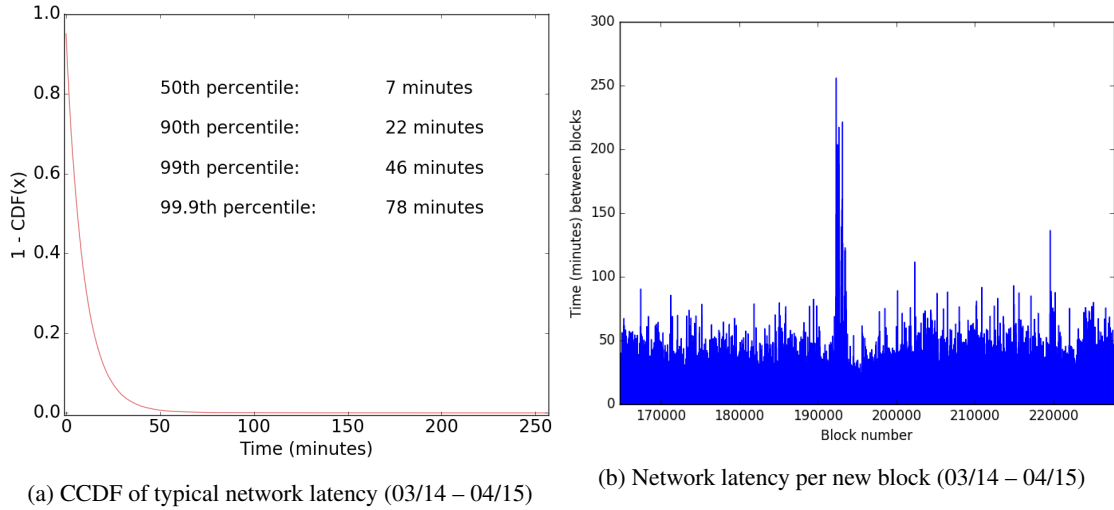 1.0
0.8
0.6
0.4
0.2
0.0
1 - CDF(x)
50th percentile: 7 minutes
90th percentile: 22 minutes
99th percentile: 46 minutes
99.9th percentile: 78 minutes
0 50 100 150 200 250
Time (minutes)
(a) CCDF of typical network latency (03/14 – 04/15)
300
250
200
150
100
50
0
Time (minutes) between blocks
170000 180000 190000 200000 210000 220000
Block number
(b) Network latency per new block (03/14 – 04/15)